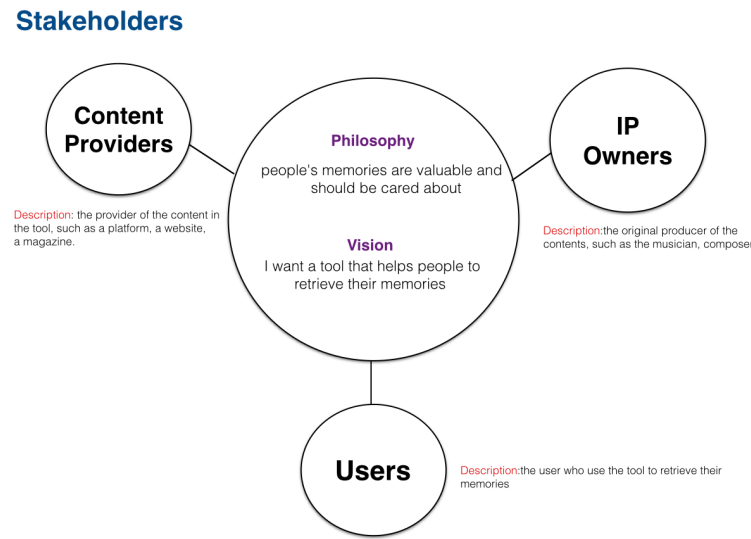 Stakeholders
Content
Providers
IP
Owners
Philosophy
people's memories are valuable and
should be cared about
Description: the provider of the content in
the tool, such as a platform, a website,
a magazine.
Description:the original producer of the
contents, such as the musician, composer
Vision
I want a tool that helps people to
retrieve their memories
Users
Description:the user who use the tool to retrieve their
memories